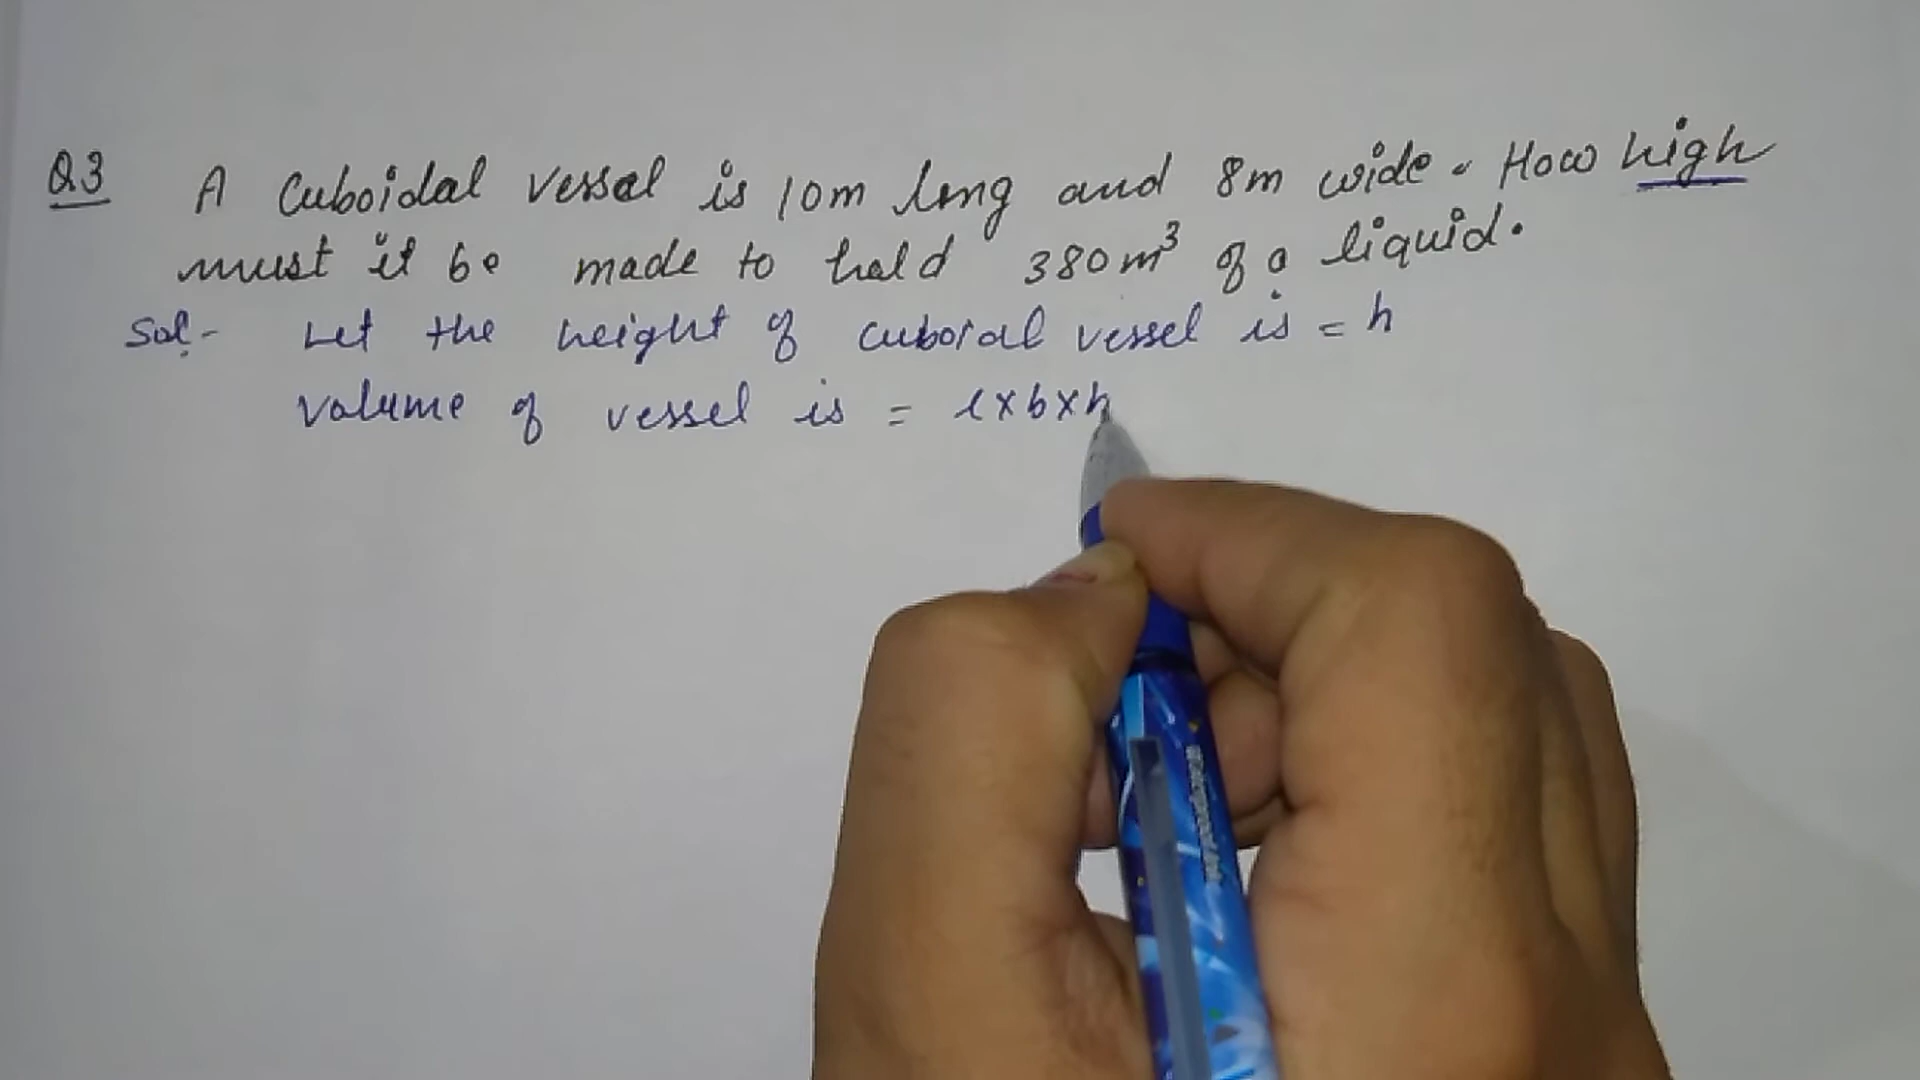 Q3 A Cuboidal vessal is 10m long and 8m wide. How high
must it be made to hold 380m³ of a liquid.
Sol- Let the height of cuboial vessel is = h
Volume of vessel is = l×b×h